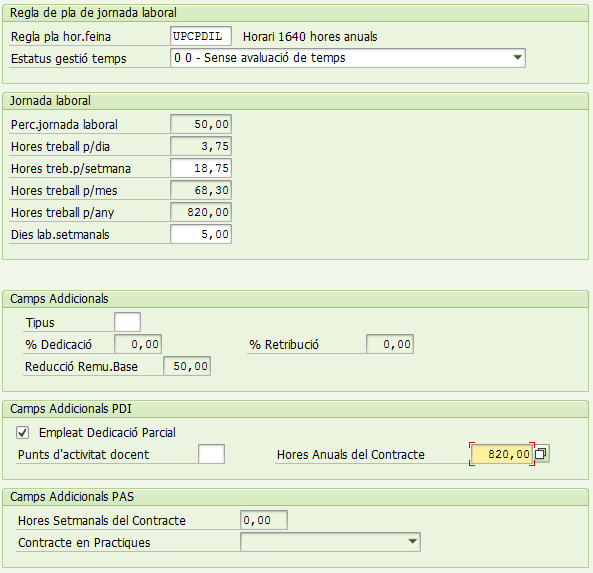 Regla de pla de jornada laboral
Regla pla hor.feina UPCPDIL Horari 1640 hores anuals
Estatus gestió temps 0 0 - Sense avaluació de temps
Jornada laboral
Perc.jornada laboral 50,00
Hores treball p/dia 3,75
Hores treb.p/setmana 18,75
Hores treball p/mes 68,30
Hores treball p/any 820,00
Dies lab.setmanals 5,00
Camps Addicionals
Tipus
% Dedicació 0,00 % Retribució 0,00
Reducció Remu.Base 50,00
Camps Addicionals PDI
Empleat Dedicació Parcial
Punts d'activitat docent Hores Anuals del Contracte 820,00
Camps Addicionals PAS
Hores Setmanals del Contracte 0,00
Contracte en Practiques